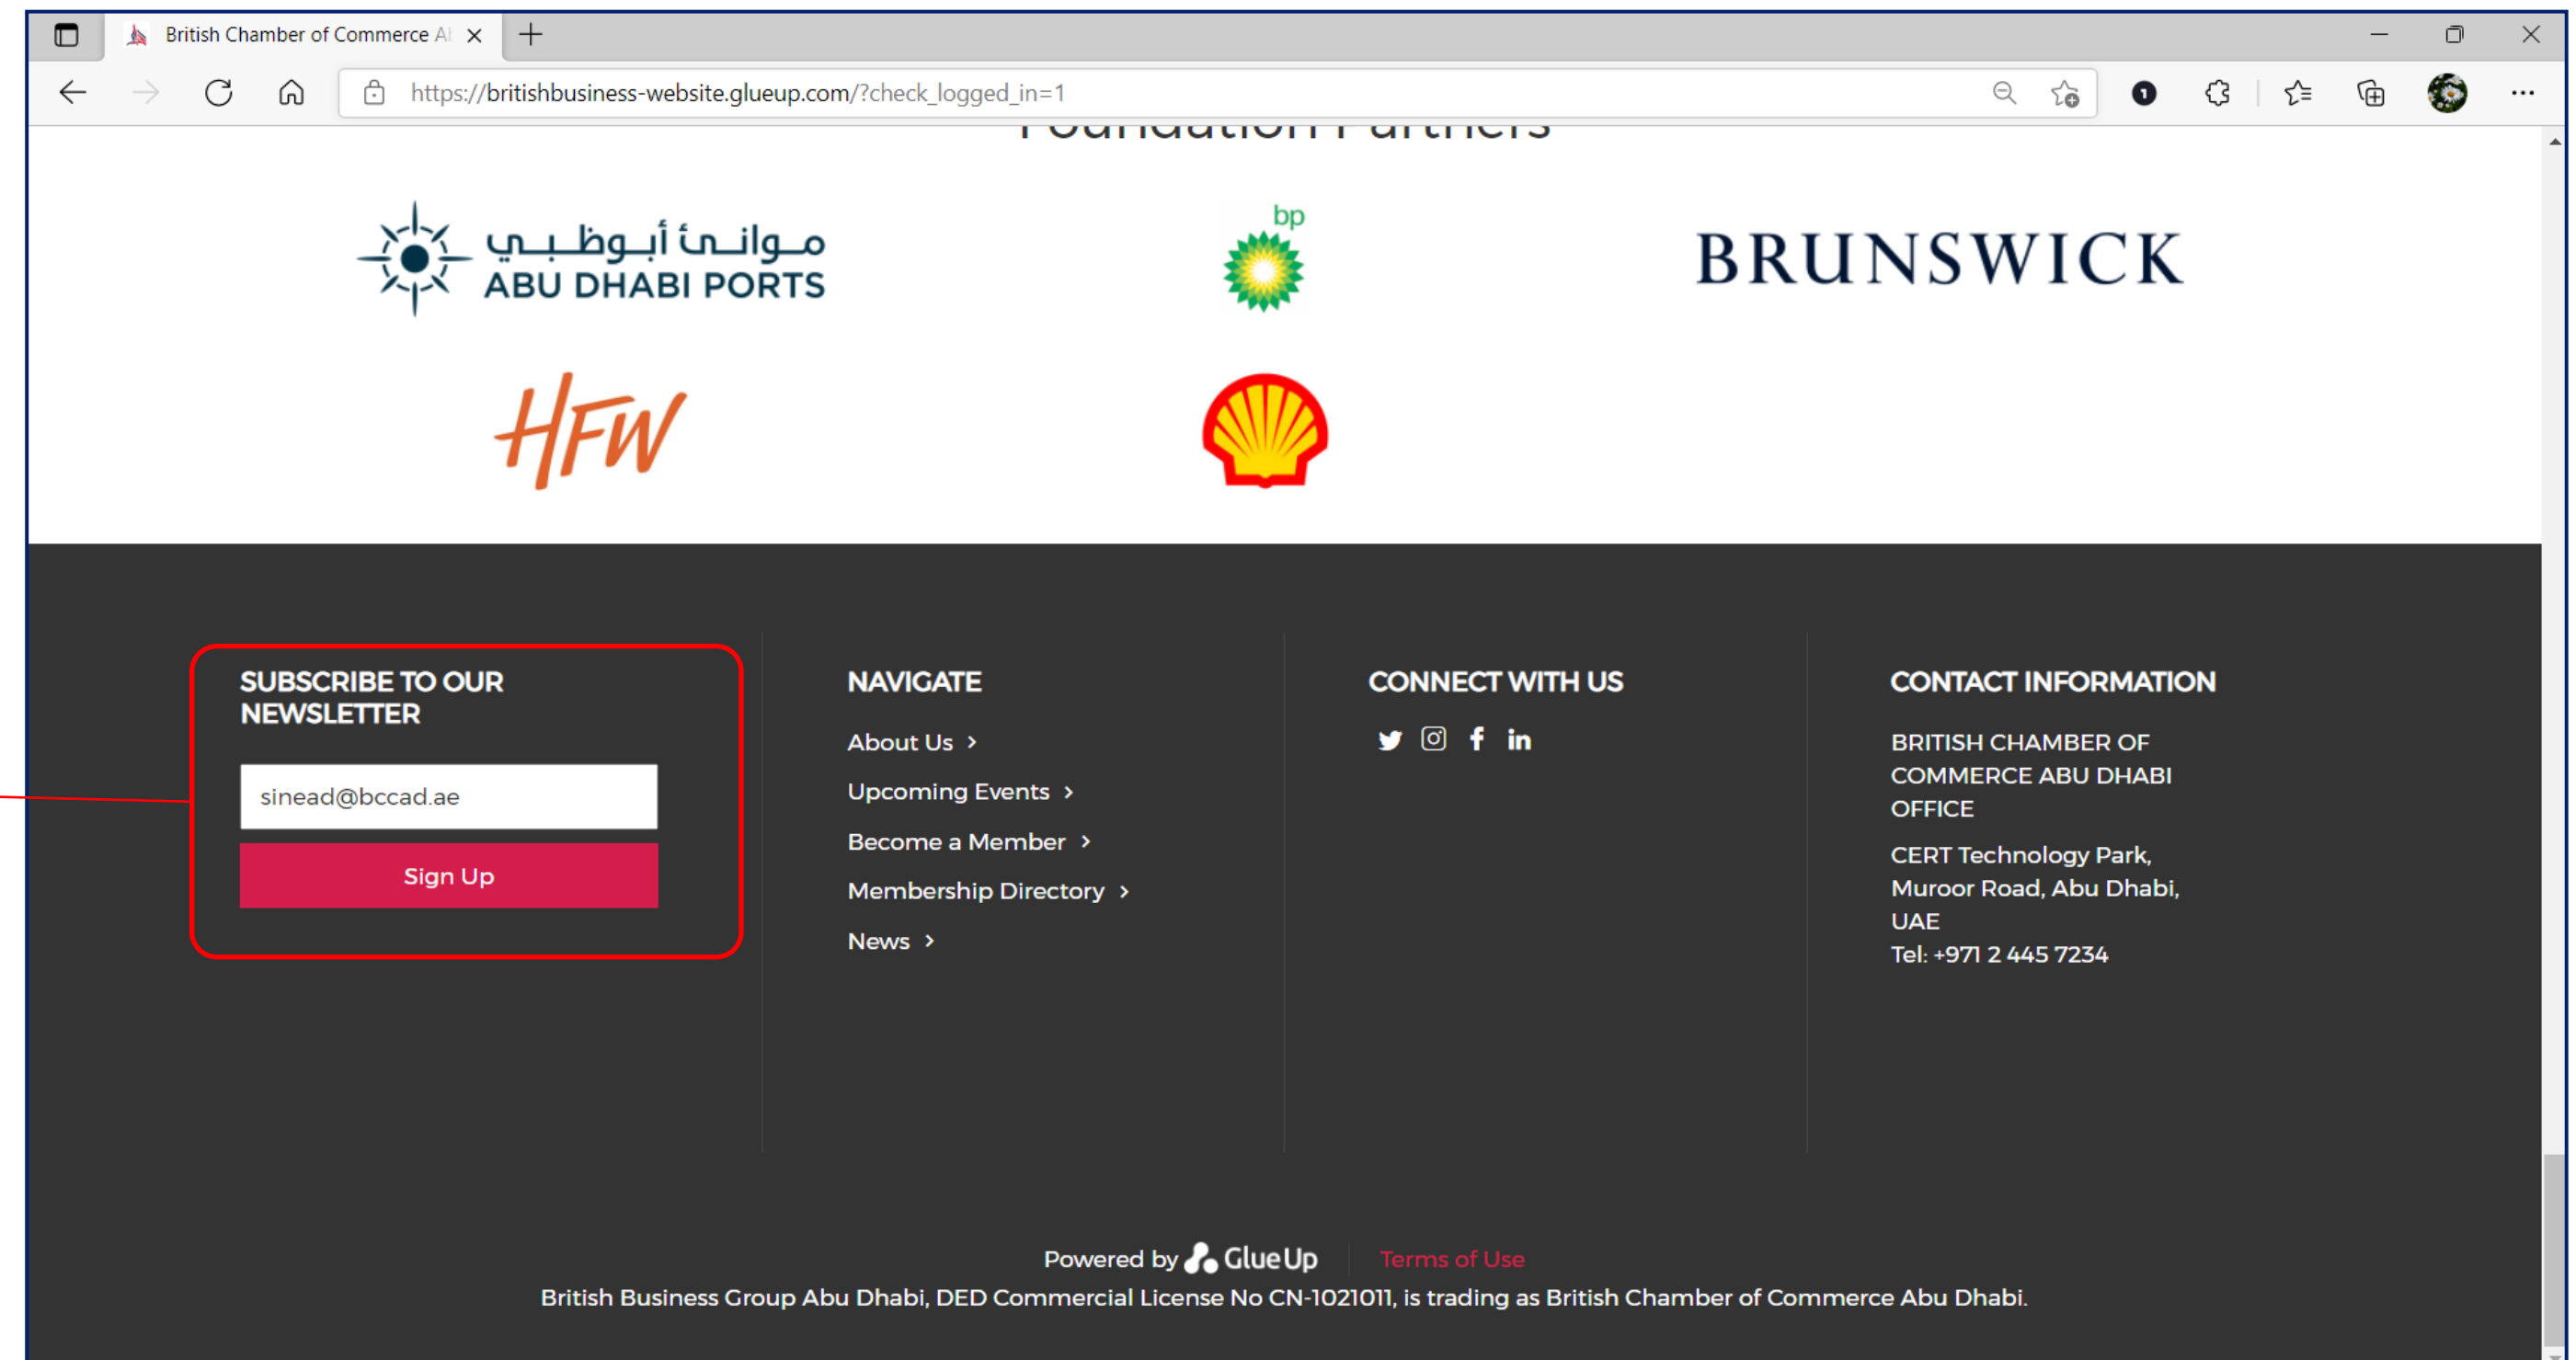 British Chamber of Commerce A
https://britishbusiness-website.glueup.com/?check_logged_in=1
Foundation Partners
موانئ أبوظبي
ABU DHABI PORTS
bp
BRUNSWICK
HFW
SUBSCRIBE TO OUR
NEWSLETTER
sinead@bccad.ae
Sign Up
NAVIGATE
About Us >
Upcoming Events >
Become a Member >
Membership Directory >
News >
CONNECT WITH US
CONTACT INFORMATION
BRITISH CHAMBER OF
COMMERCE ABU DHABI
OFFICE
CERT Technology Park,
Muroor Road, Abu Dhabi,
UAE
Tel: +971 2 445 7234
Powered by GlueUp
Terms of Use
British Business Group Abu Dhabi, DED Commercial License No CN-1021011, is trading as British Chamber of Commerce Abu Dhabi.